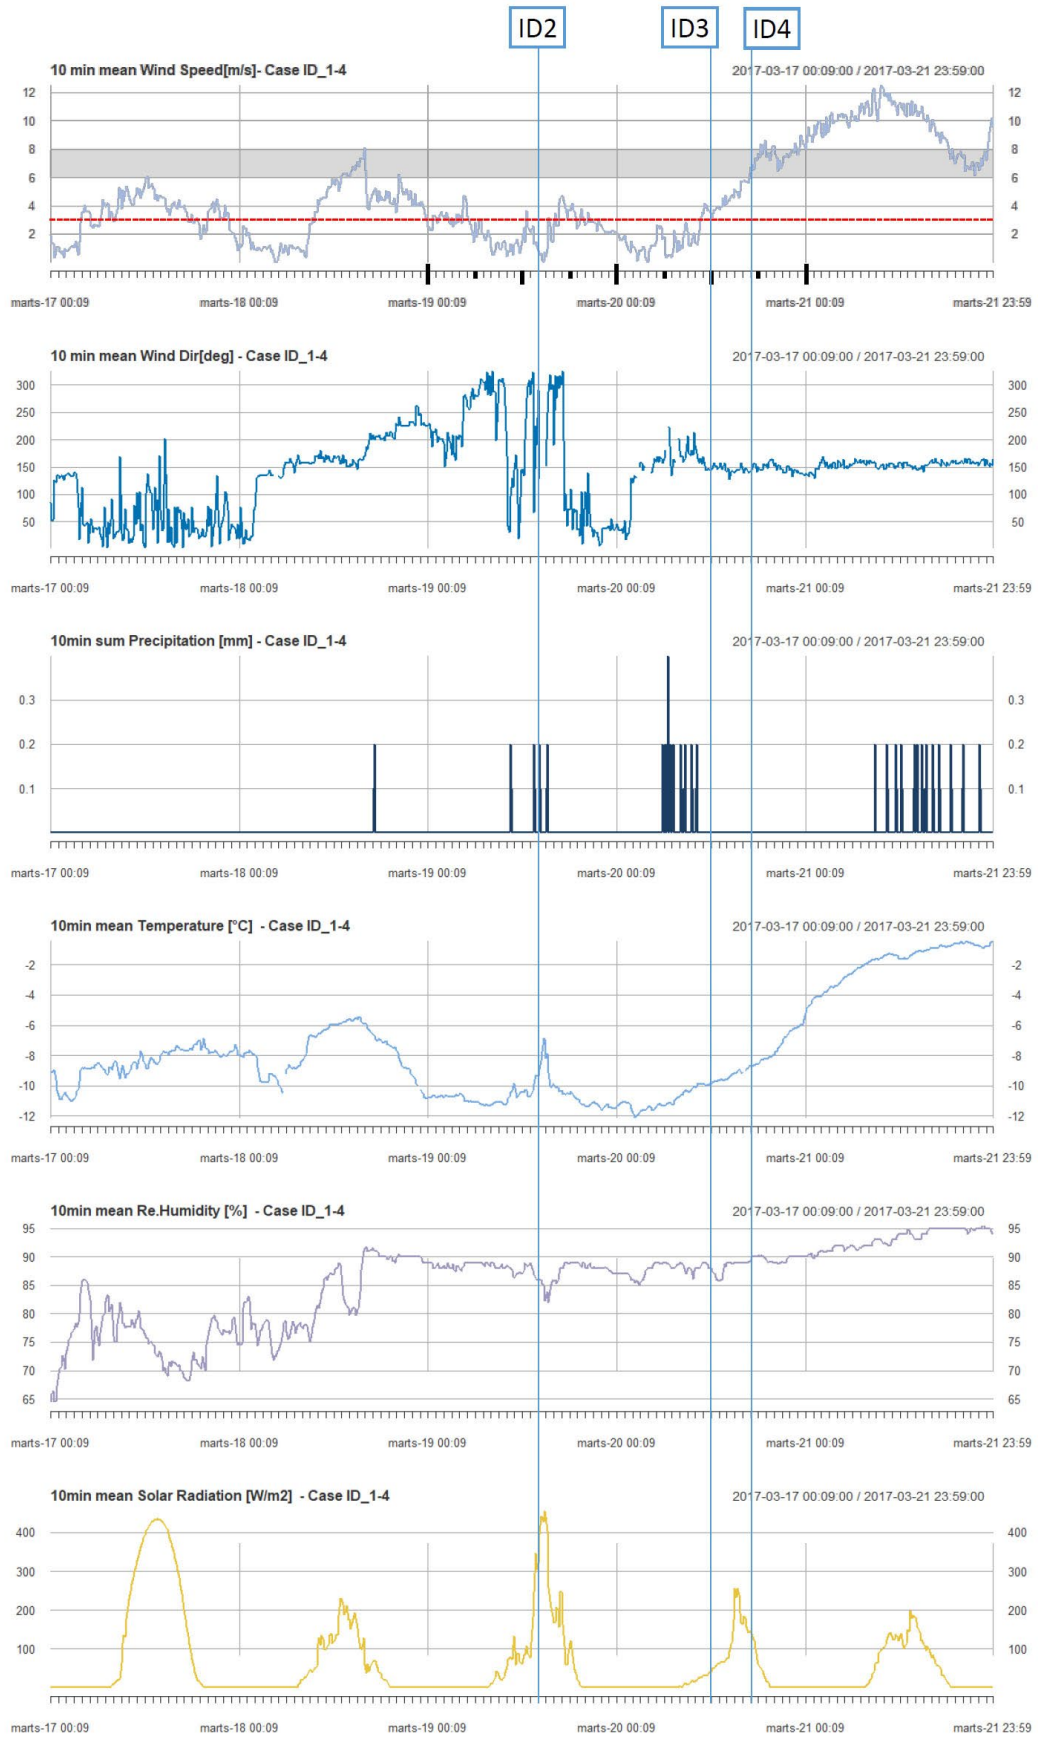 ID2 ID3 ID4
10 min mean Wind Speed[m/s]- Case ID_1-4 2017-03-17 00:09:00 / 2017-03-21 23:59:00
12 12
10 10
8 8
6 6
4 4
2 2
marts-17 00:09 marts-18 00:09 marts-19 00:09 marts-20 00:09 marts-21 00:09 marts-21 23:59
10 min mean Wind Dir[deg] - Case ID_1-4 2017-03-17 00:09:00 / 2017-03-21 23:59:00
300 300
250 250
200 200
150 150
100 100
50 50
marts-17 00:09 marts-18 00:09 marts-19 00:09 marts-20 00:09 marts-21 00:09 marts-21 23:59
10min sum Precipitation [mm] - Case ID_1-4 2017-03-17 00:09:00 / 2017-03-21 23:59:00
0.3 0.3
0.2 0.2
0.1 0.1
marts-17 00:09 marts-18 00:09 marts-19 00:09 marts-20 00:09 marts-21 00:09 marts-21 23:59
10min mean Temperature [°C] - Case ID_1-4 2017-03-17 00:09:00 / 2017-03-21 23:59:00
-2 -2
-4 -4
-6 -6
-8 -8
-10 -10
-12 -12
marts-17 00:09 marts-18 00:09 marts-19 00:09 marts-20 00:09 marts-21 00:09 marts-21 23:59
10min mean Re.Humidity [%] - Case ID_1-4 2017-03-17 00:09:00 / 2017-03-21 23:59:00
95 95
90 90
85 85
80 80
75 75
70 70
65 65
marts-17 00:09 marts-18 00:09 marts-19 00:09 marts-20 00:09 marts-21 00:09 marts-21 23:59
10min mean Solar Radiation [W/m2] - Case ID_1-4 2017-03-17 00:09:00 / 2017-03-21 23:59:00
400 400
300 300
200 200
100 100
marts-17 00:09 marts-18 00:09 marts-19 00:09 marts-20 00:09 marts-21 00:09 marts-21 23:59